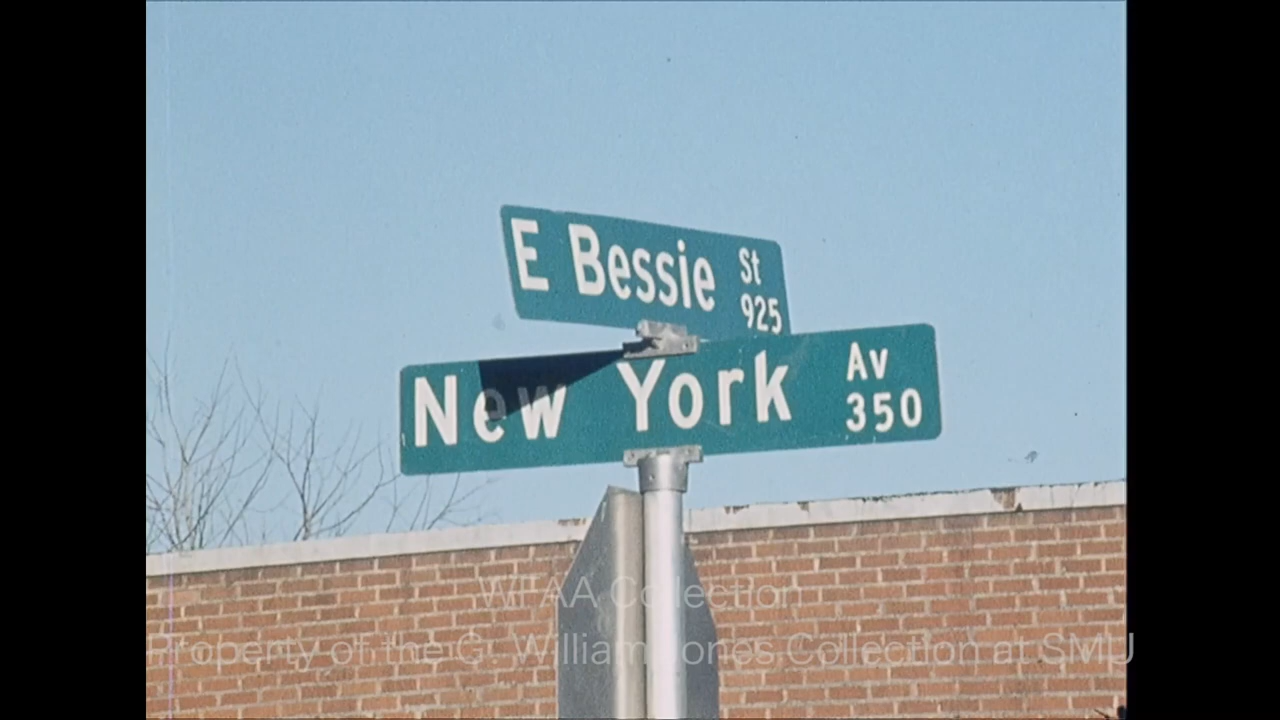 E Bessie St
925
New York Av
350
WFAA Collection
Property of the G. William Jones Collection at SMU